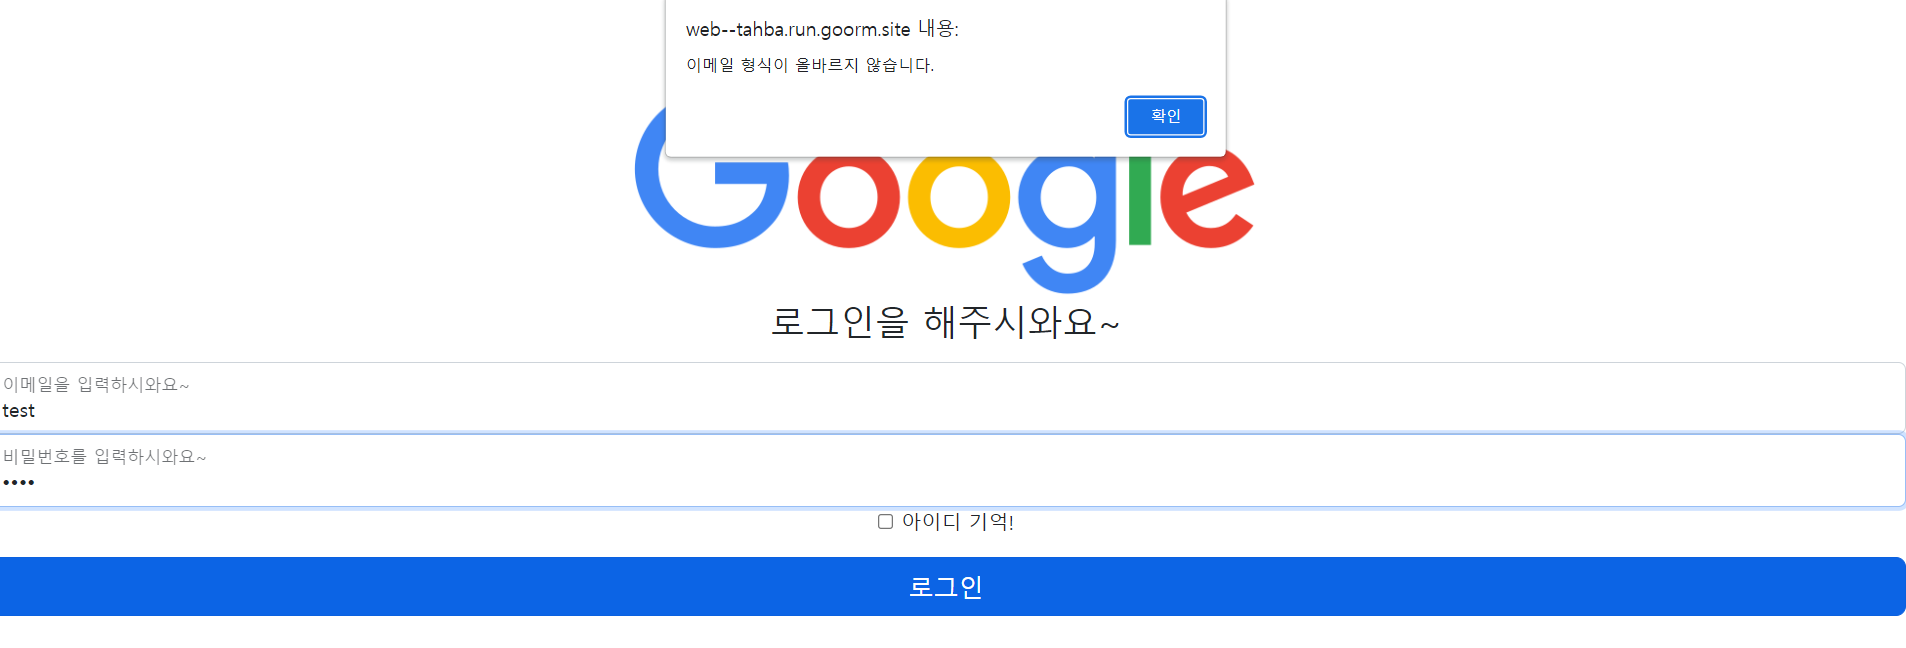 web--tahba.run.goorm.site 내용:
이메일 형식이 올바르지 않습니다.
확인
Google
로그인을 해주시와요~
이메일을 입력하시와요~
test
비밀번호를 입력하시와요~
••••
아이디 기억!
로그인